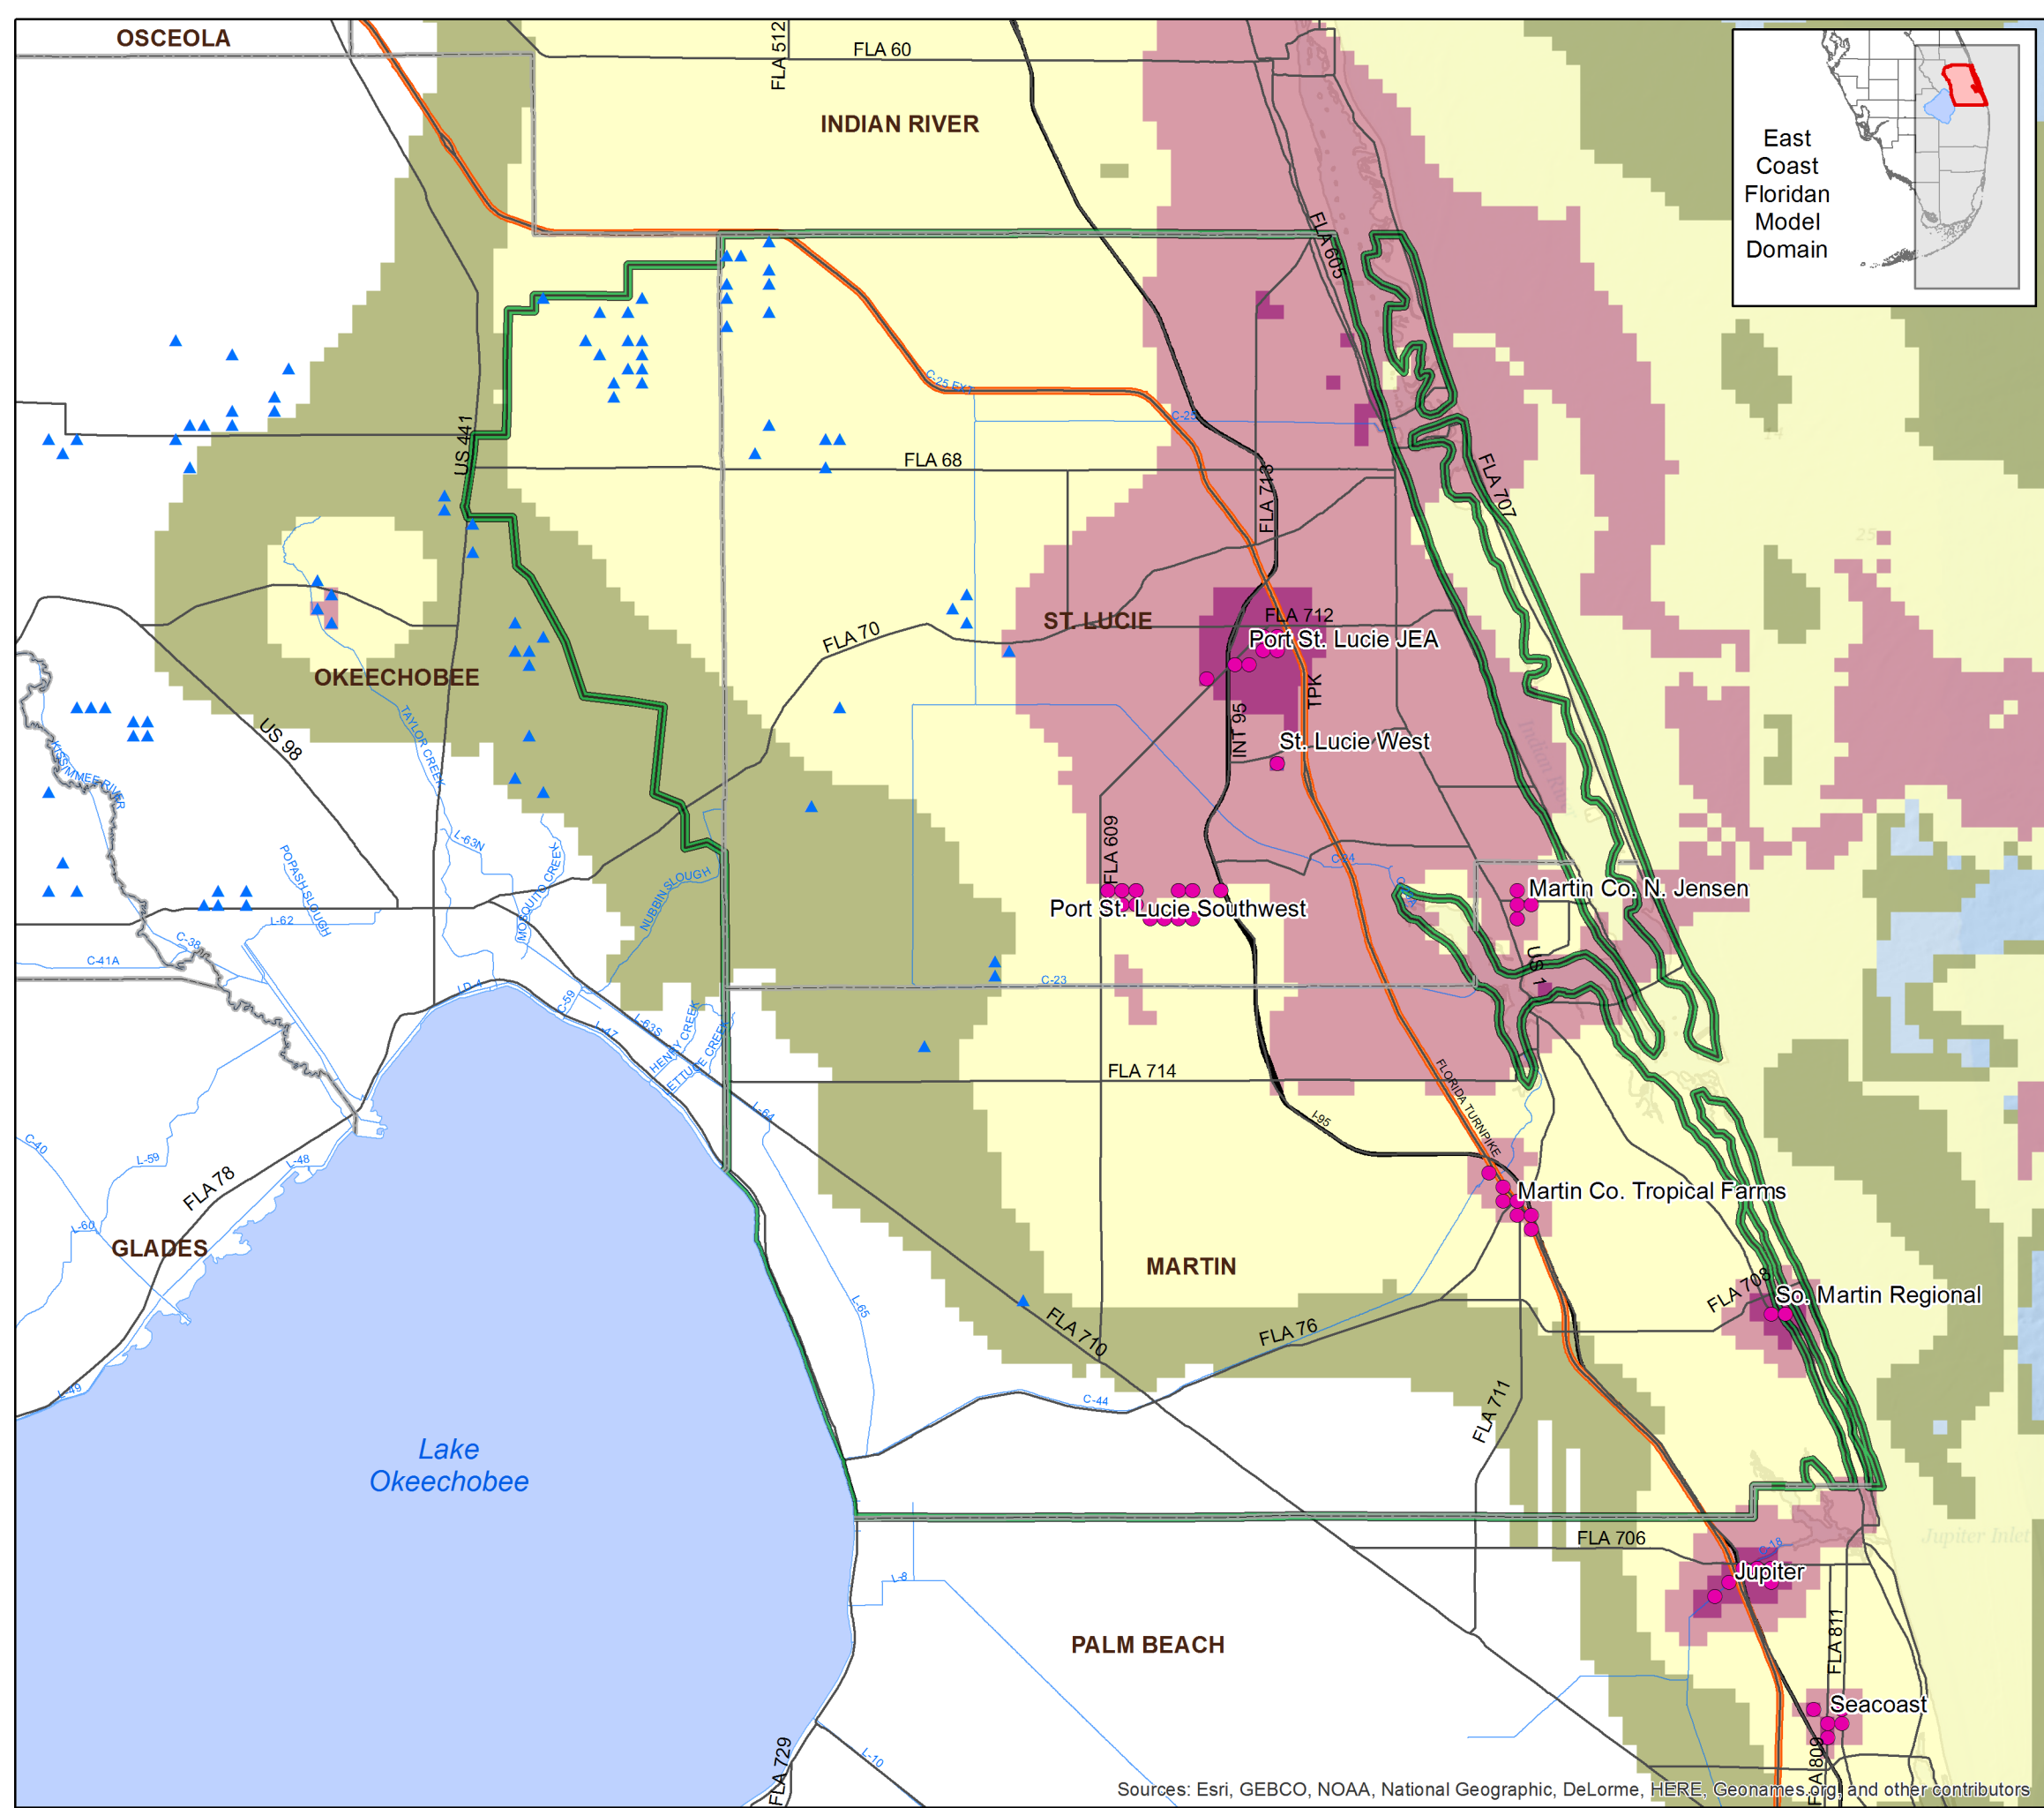 OSCEOLA
FLA 512
FLA 60
INDIAN RIVER
East
Coast
Floridan
Model
Domain
FLA 605
C-25 EXT
C-25
US 441
FLA 68
FLA 713
FLA 707
25
FLA 712
ST. LUCIE
FLA 70
Port St. Lucie JEA
OKEECHOBEE
TPK
INT 95
St. Lucie West
Indian River
TAYLOR CREEK
US 98
KISSIMMEE RIVER
L-63N
FLA 609
C-24
POPASH SLOUGH
MOSQUITO CREEK
NUBBIN SLOUGH
Martin Co. N. Jensen
Port St. Lucie Southwest
L-62
C-38
C-41A
US 1
LD-4
C-59
C-23
L-47
L-63S
HENRY CREEK
LETTUCE CREEK
FLA 714
FLORIDA TURNPIKE
L-64
I-95
C-40
L-59
L-48
FLA 78
Martin Co. Tropical Farms
L-60
GLADES
MARTIN
L-65
FLA 708
So. Martin Regional
FLA 710
FLA 76
L-49
C-44
FLA 711
Lake
Okeechobee
FLA 706
Jupiter Inlet
C-18
Jupiter
L-8
FLA 811
PALM BEACH
Seacoast
FLA 729
L-10
FLA 809
Sources: Esri, GEBCO, NOAA, National Geographic, DeLorme, HERE, Geonames.org, and other contributors